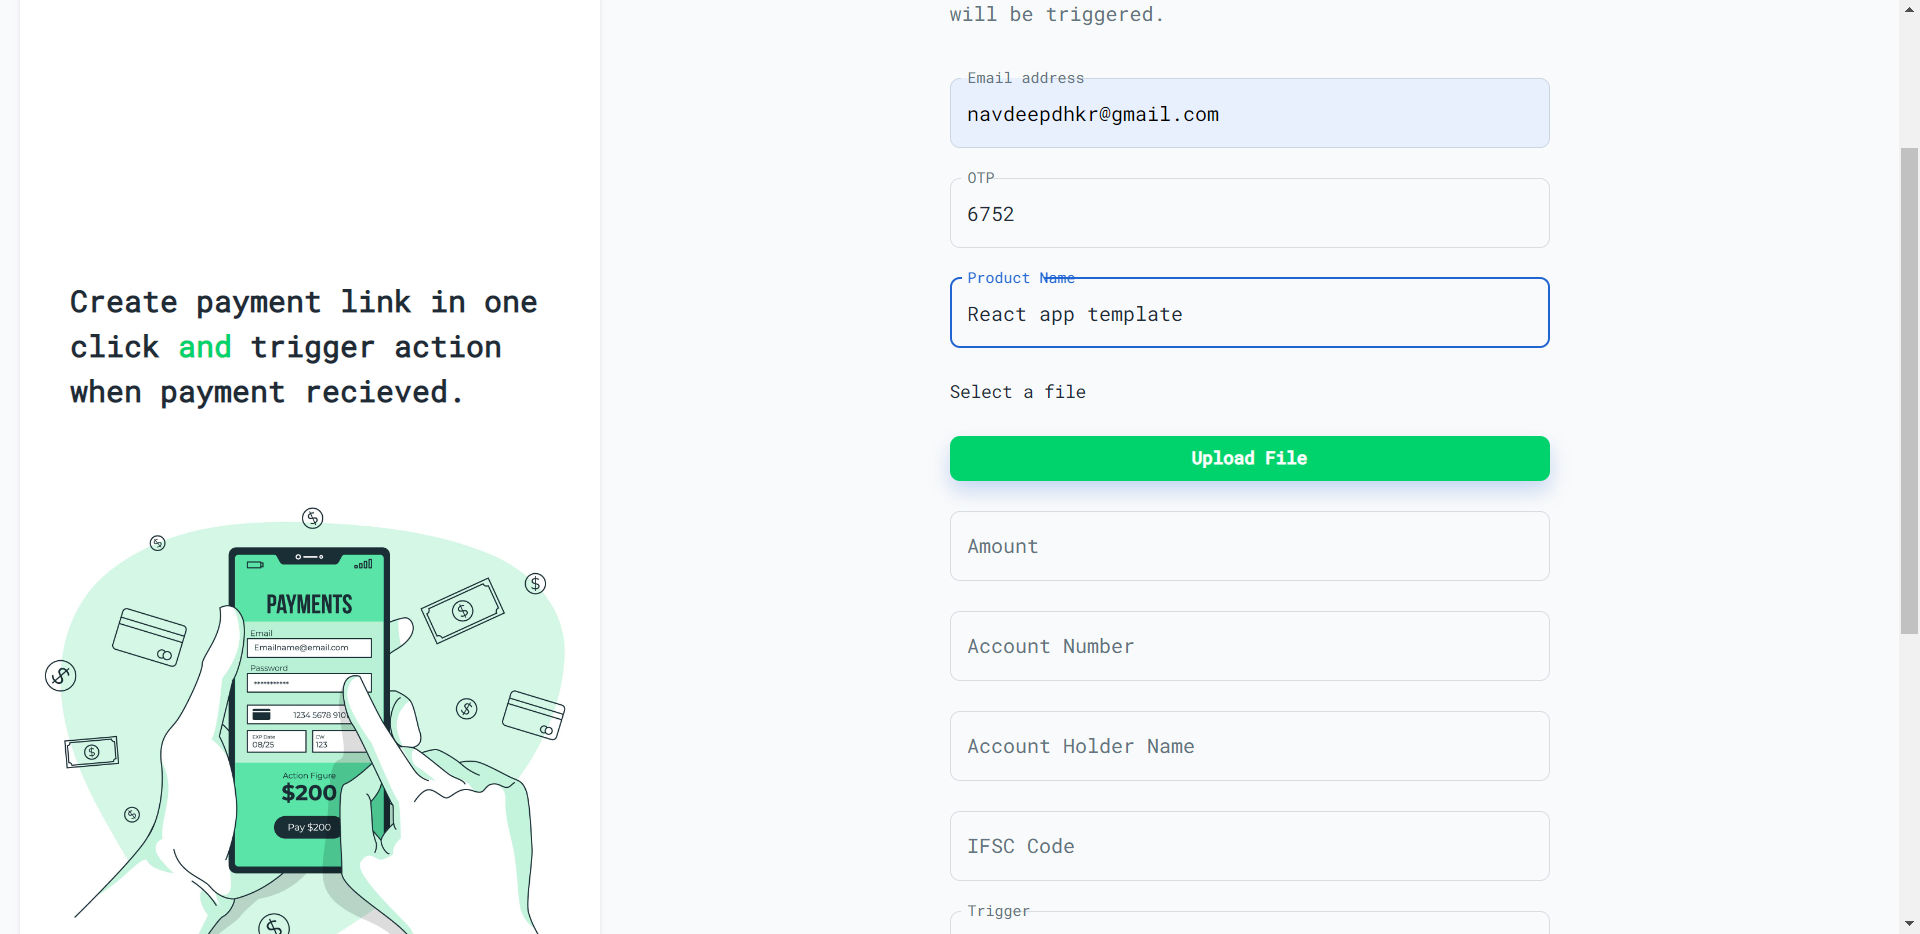 Create payment link in one
click and trigger action
when payment recieved.
PAYMENTS
Email
Emailname@email.com
Password
***********
1234 5678 910
EXP Date
08/25
CW
123
Action Figure
$200
Pay $200
will be triggered.
Email address
navdeepdhkr@gmail.com
OTP
6752
Product Name
React app template
Select a file
Upload File
Amount
Account Number
Account Holder Name
IFSC Code
Trigger